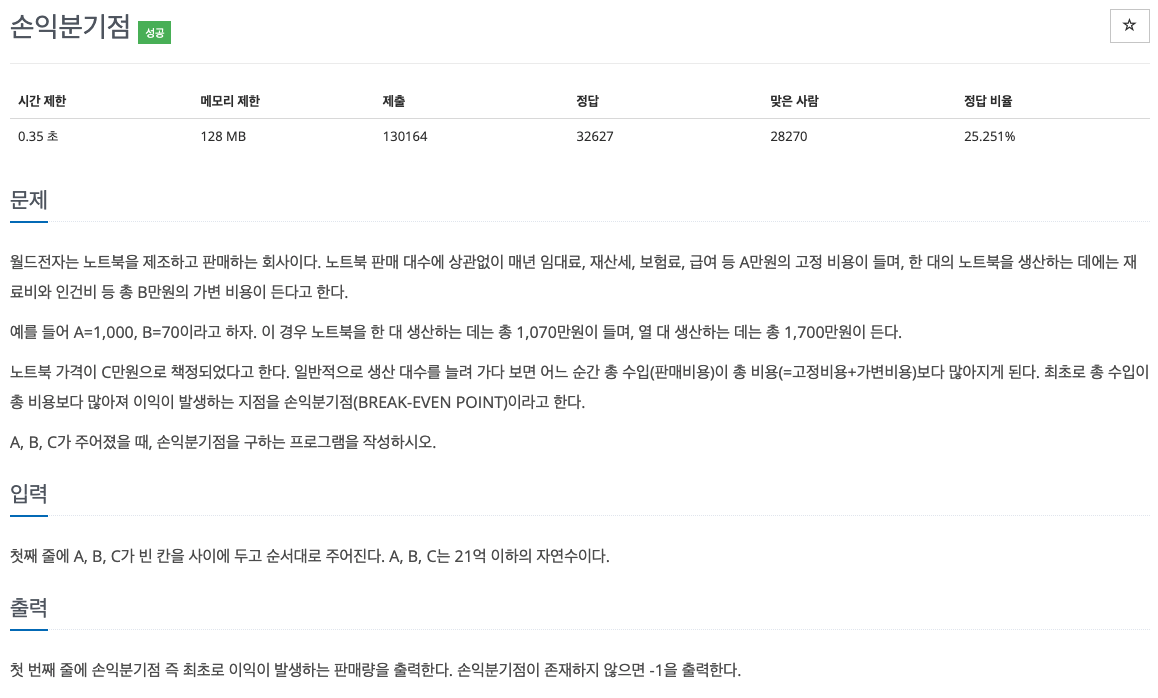 손익분기점 성공
☆
시간 제한 메모리 제한 제출 정답 맞은 사람 정답 비율
0.35 초 128 MB 130164 32627 28270 25.251%
문제
월드전자는 노트북을 제조하고 판매하는 회사이다. 노트북 판매 대수에 상관없이 매년 임대료, 재산세, 보험료, 급여 등 A만원의 고정 비용이 들며, 한 대의 노트북을 생산하는 데에는 재
료비와 인건비 등 총 B만원의 가변 비용이 든다고 한다.
예를 들어 A=1,000, B=70이라고 하자. 이 경우 노트북을 한 대 생산하는 데는 총 1,070만원이 들며, 열 대 생산하는 데는 총 1,700만원이 든다.
노트북 가격이 C만원으로 책정되었다고 한다. 일반적으로 생산 대수를 늘려 가다 보면 어느 순간 총 수입(판매비용)이 총 비용(=고정비용+가변비용)보다 많아지게 된다. 최초로 총 수입이
총 비용보다 많아져 이익이 발생하는 지점을 손익분기점(BREAK-EVEN POINT)이라고 한다.
A, B, C가 주어졌을 때, 손익분기점을 구하는 프로그램을 작성하시오.
입력
첫째 줄에 A, B, C가 빈 칸을 사이에 두고 순서대로 주어진다. A, B, C는 21억 이하의 자연수이다.
출력
첫 번째 줄에 손익분기점 즉 최초로 이익이 발생하는 판매량을 출력한다. 손익분기점이 존재하지 않으면 -1을 출력한다.